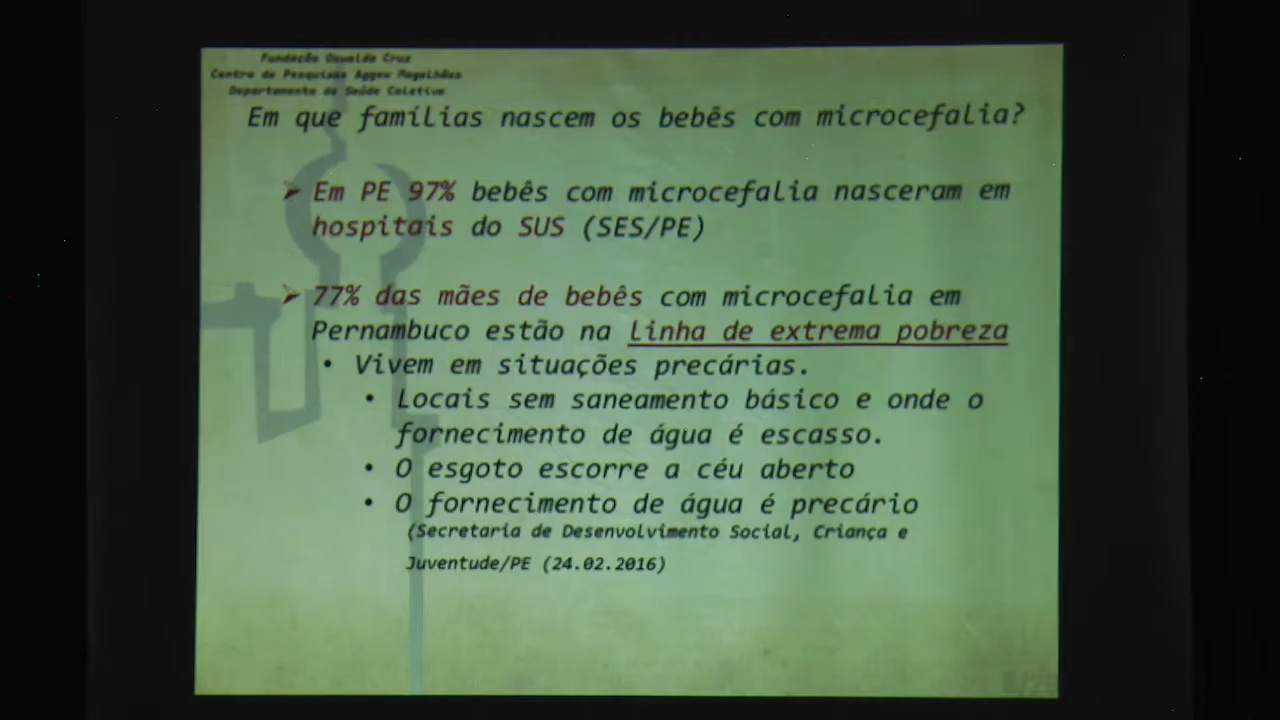 Fundação Oswaldo Cruz
Centro de Pesquisas Aggeu Magalhães
Departamento de Saúde Coletiva
Em que famílias nascem os bebês com microcefalia?
➢ Em PE 97% bebês com microcefalia nasceram em
hospitais do SUS (SES/PE)
➢ 77% das mães de bebês com microcefalia em
Pernambuco estão na linha de extrema pobreza
• Vivem em situações precárias.
• Locais sem saneamento básico e onde o
fornecimento de água é escasso.
• O esgoto escorre a céu aberto
• O fornecimento de água é precário
(Secretaria de Desenvolvimento Social, Criança e
Juventude/PE (24.02.2016)